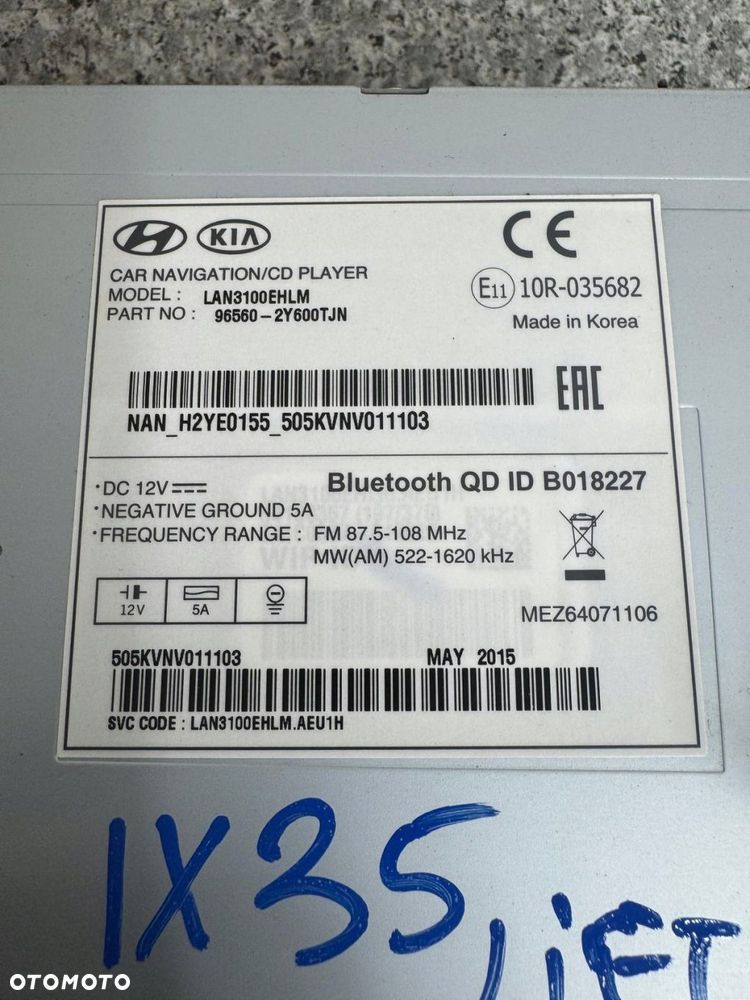 KIA
CE
CAR NAVIGATION/CD PLAYER
MODEL : LAN3100EHLM
PART NO : 96560-2Y600TJN
E11 10R-035682
Made in Korea
EAC
NAN_H2YE0155_505KVNV011103
Bluetooth QD ID B018227
·DC 12V
·NEGATIVE GROUND 5A
·FREQUENCY RANGE : FM 87.5-108 MHz
MW(AM) 522-1620 kHz
12V
5A
MEZ64071106
505KVNV011103 MAY 2015
SVC CODE : LAN3100EHLM.AEU1H
IX35
LiFT
OTOMOTO